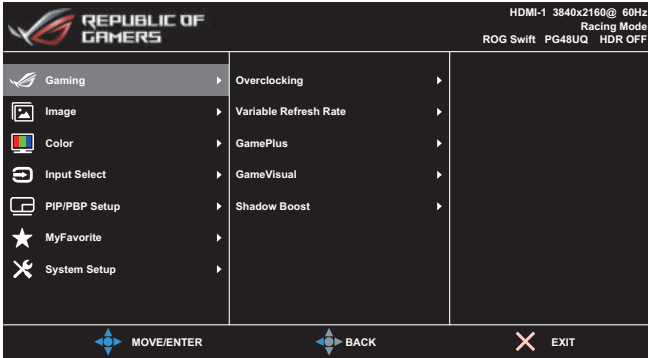 REPUBLIC OF
GAMERS
HDMI-1 3840x2160@ 60Hz
Racing Mode
ROG Swift PG48UQ HDR OFF
Gaming
Image
Color
Input Select
PIP/PBP Setup
MyFavorite
System Setup
Overclocking
Variable Refresh Rate
GamePlus
GameVisual
Shadow Boost
MOVE/ENTER
BACK
EXIT